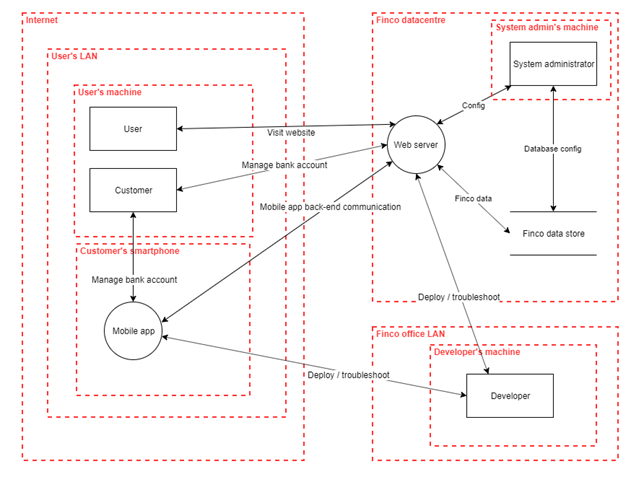 Internet
User's LAN
User's machine
User
Customer
Customer's smartphone
Manage bank account
Mobile app
Visit website
Manage bank account
Mobile app back-end communication
Deploy / troubleshoot
Finco datacentre
System admin's machine
System administrator
Config
Web server
Database config
Finco data
Finco data store
Deploy / troubleshoot
Finco office LAN
Developer's machine
Developer